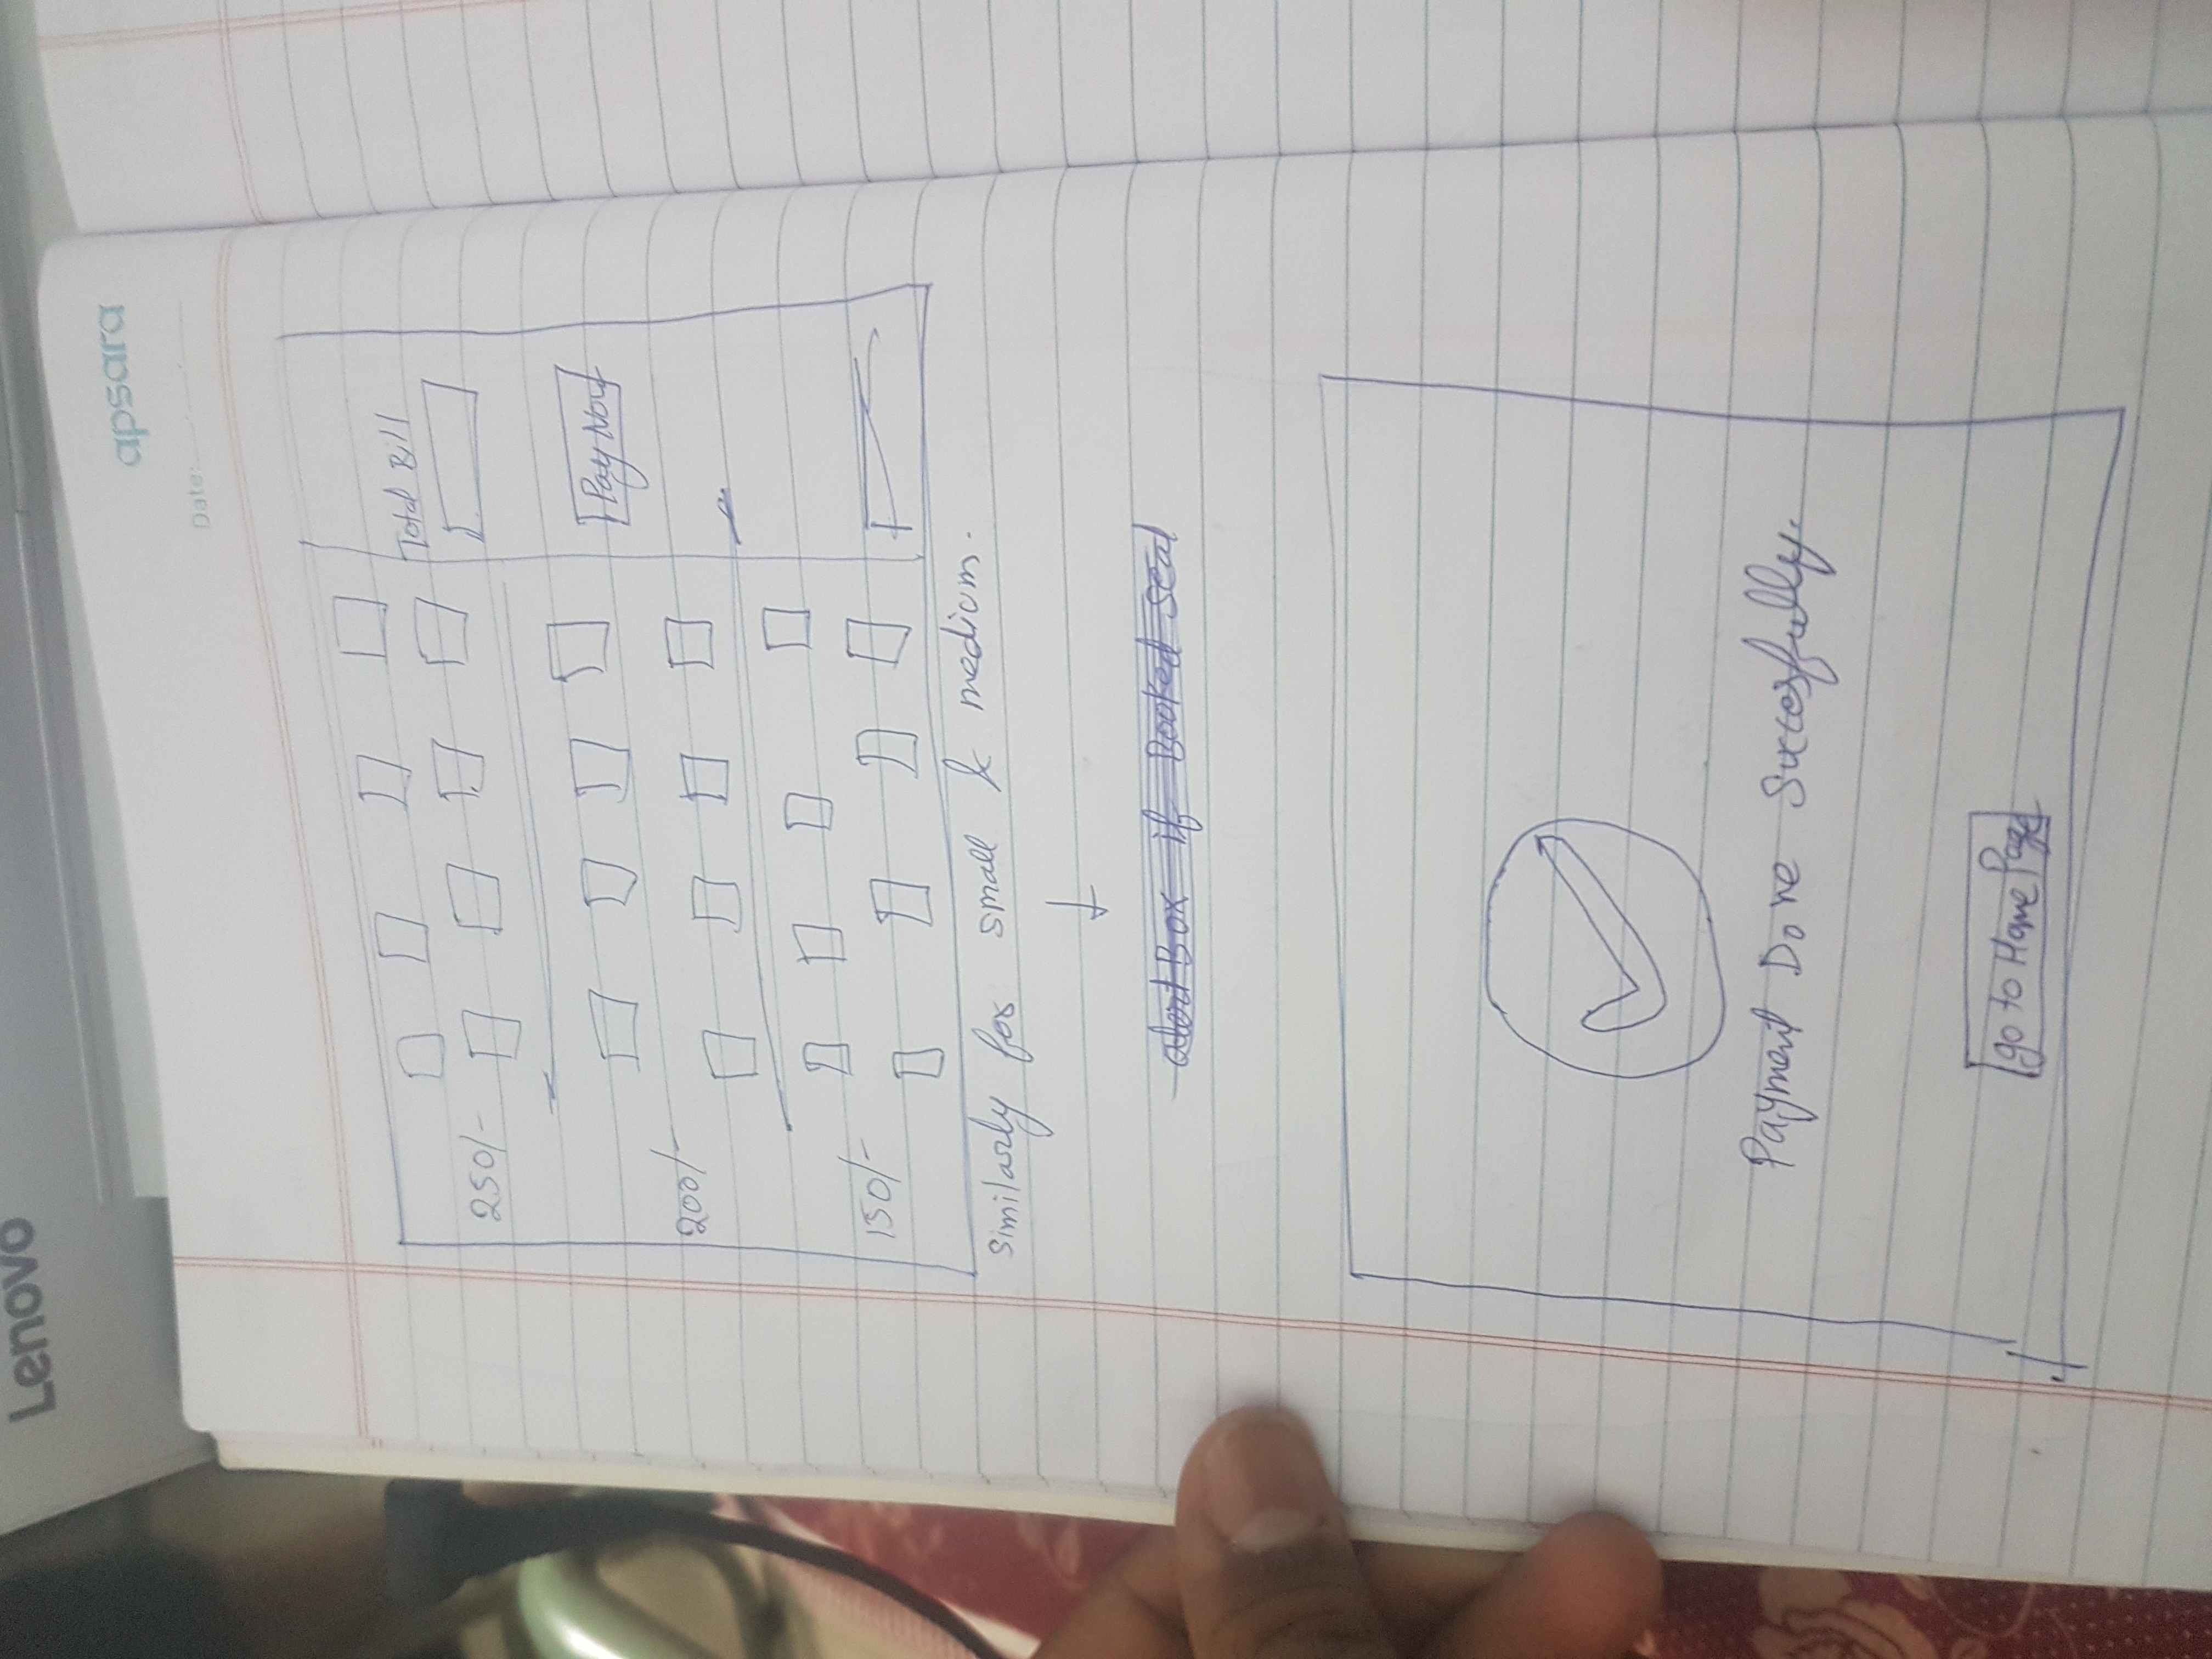 Lenovo
apsara
Date:
Total Bill
250/-
Pay Now
200/-
150/-
Similarly for small & medium.
alert Box if Booked seat
Payment Done Succesfully.
go to Home Page